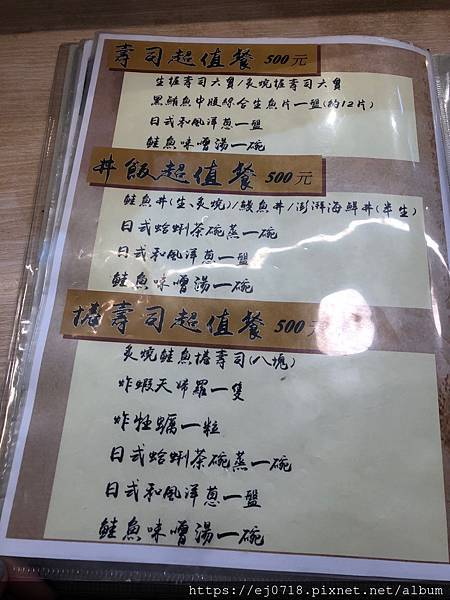 壽司超值餐 500元
生握壽司六貫/炙燒握壽司六貫
黑鮪魚中腹綜合生魚片一盤(約12片)
日式和風洋蔥一盤
鮭魚味噌湯一碗
丼飯超值餐 500元
鮭魚丼(生、炙燒)/鰻魚丼/澎湃海鮮丼(半生)
日式蛤蜊茶碗蒸一碗
日式和風洋蔥一盤
鮭魚味噌湯一碗
捲壽司超值餐 500元
炙燒鮭魚捲壽司(八塊)
炸蝦天婦羅一隻
炸牡蠣一粒
日式蛤蜊茶碗蒸一碗
日式和風洋蔥一盤
鮭魚味噌湯一碗
https://ej0718.pixnet.net/album